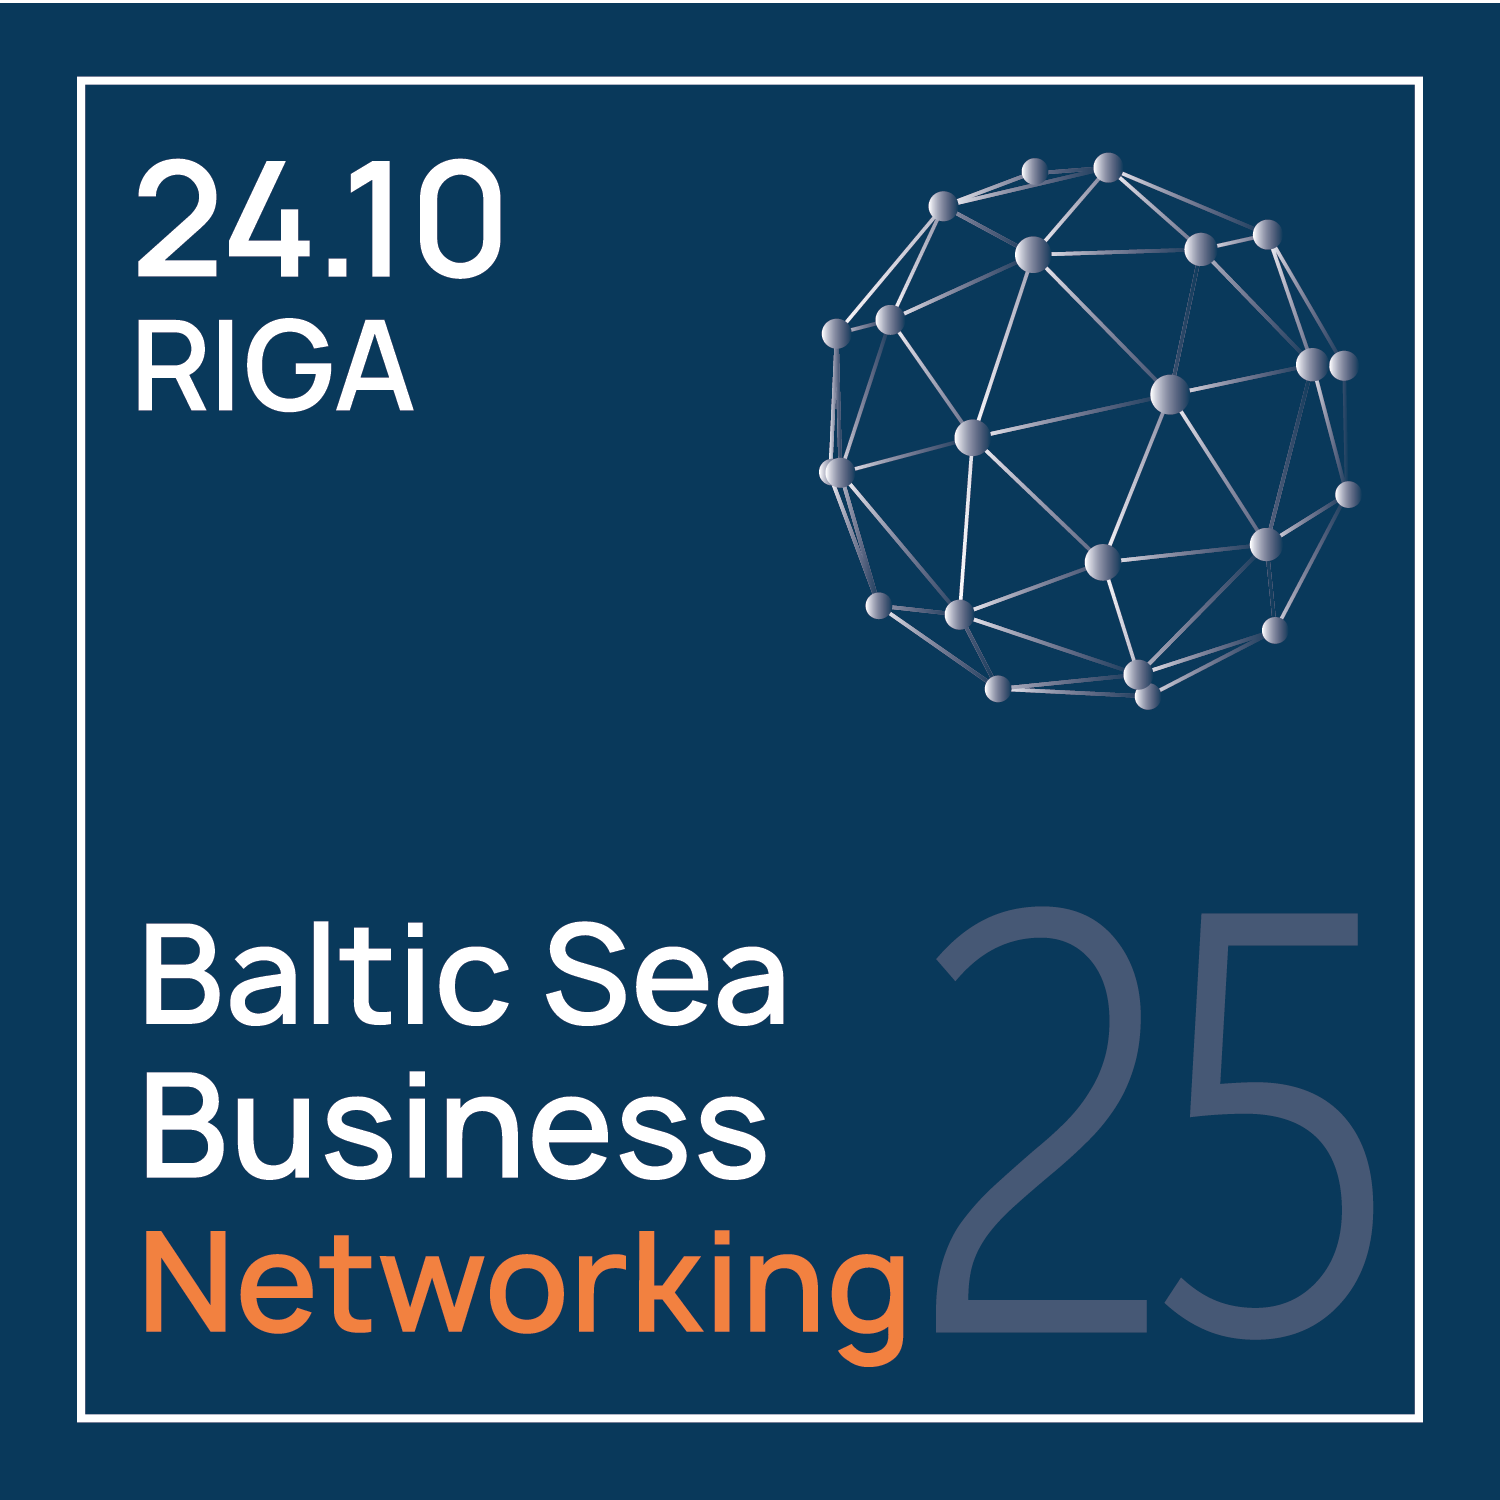 24.10
RIGA
Baltic Sea
Business
Networking
25